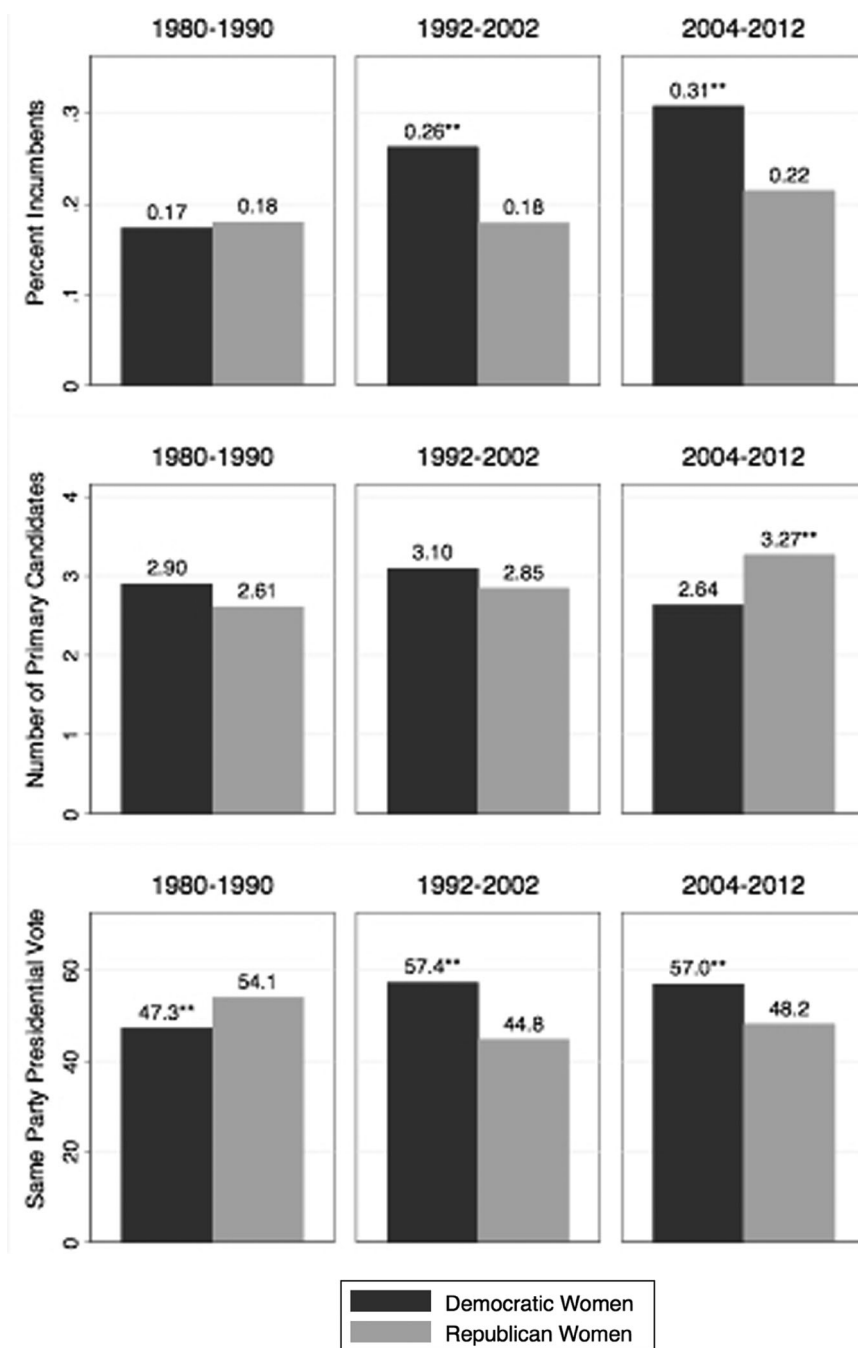 1980-1990 1992-2002 2004-2012
Percent Incumbents
.3
.2
.1
0
0.17 0.18
0.26** 0.18
0.31** 0.22
1980-1990 1992-2002 2004-2012
Number of Primary Candidates
4
3
2
1
0
2.90 2.61
3.10 2.85
2.64 3.27**
1980-1990 1992-2002 2004-2012
Same Party Presidential Vote
60
40
20
0
47.3** 54.1
57.4** 44.8
57.0** 48.2
Democratic Women
Republican Women